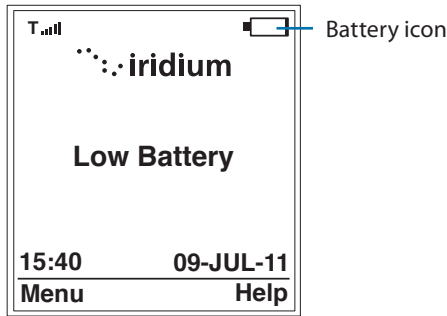 T
Battery icon
iridium
Low Battery
15:40 09-JUL-11
Menu Help